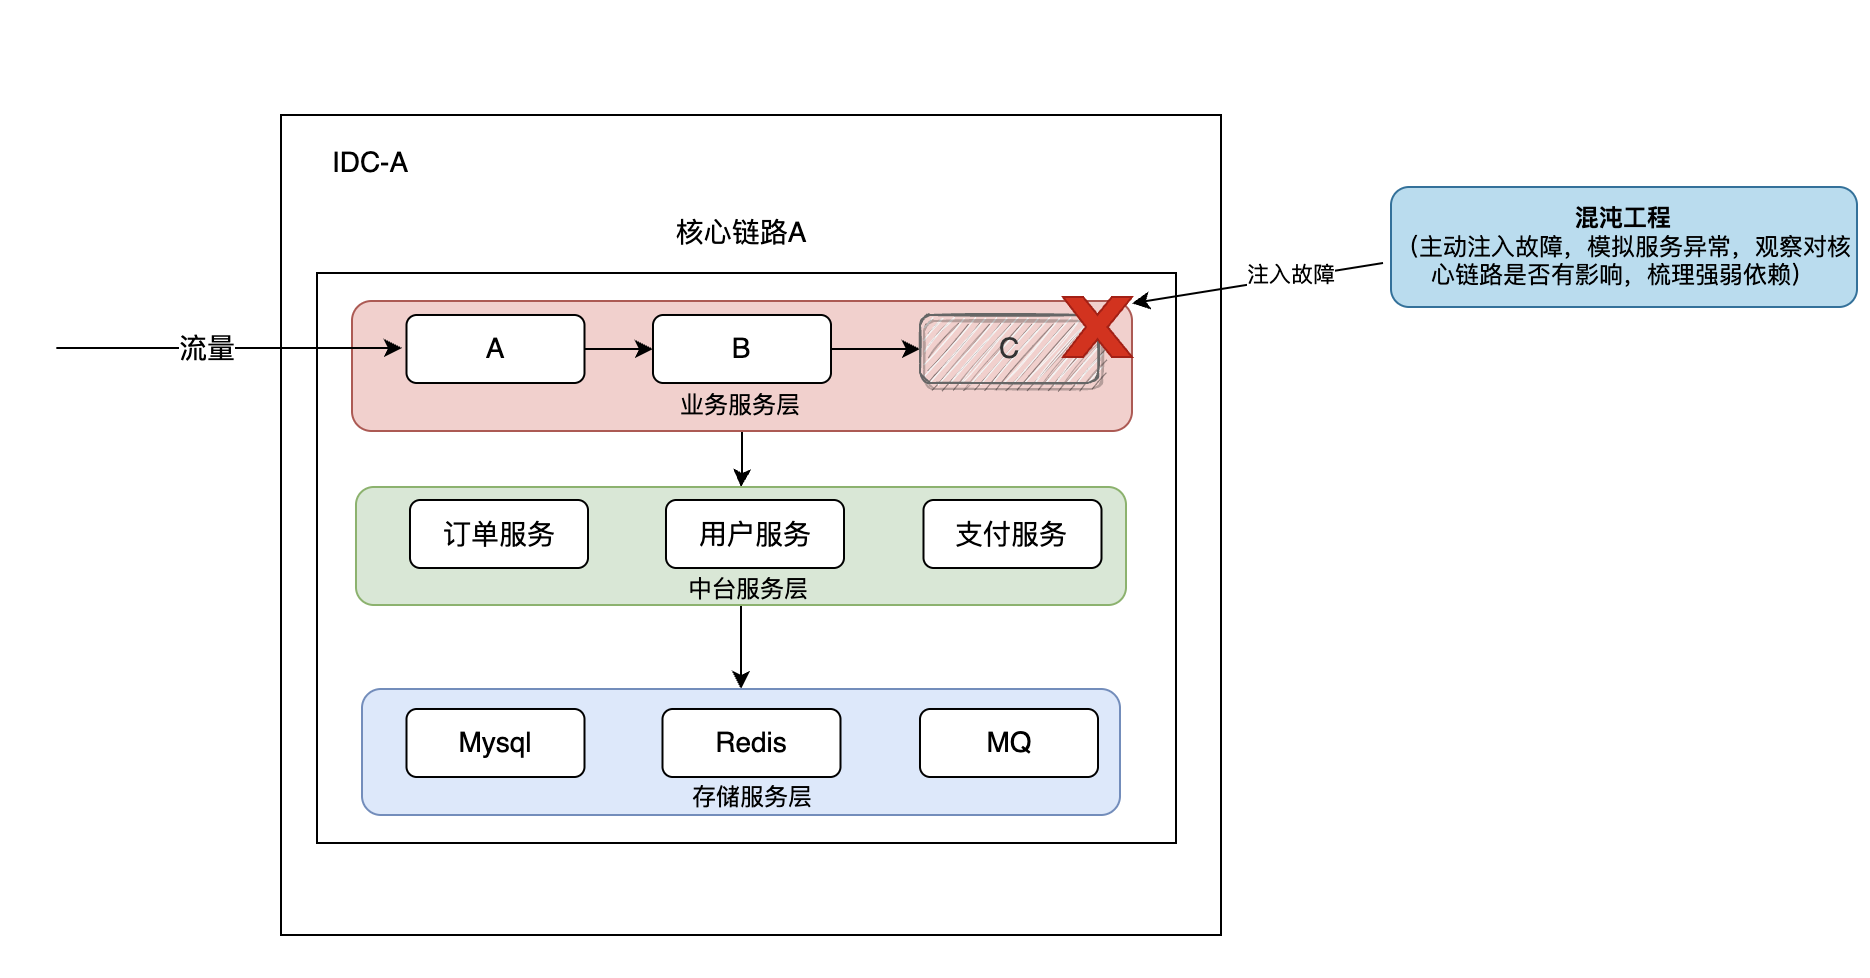 IDC-A
核心链路A
混沌工程
（主动注入故障，模拟服务异常，观察对核
心链路是否有影响，梳理强弱依赖）
注入故障
流量
A
B
C
业务服务层
订单服务
用户服务
支付服务
中台服务层
Mysql
Redis
MQ
存储服务层